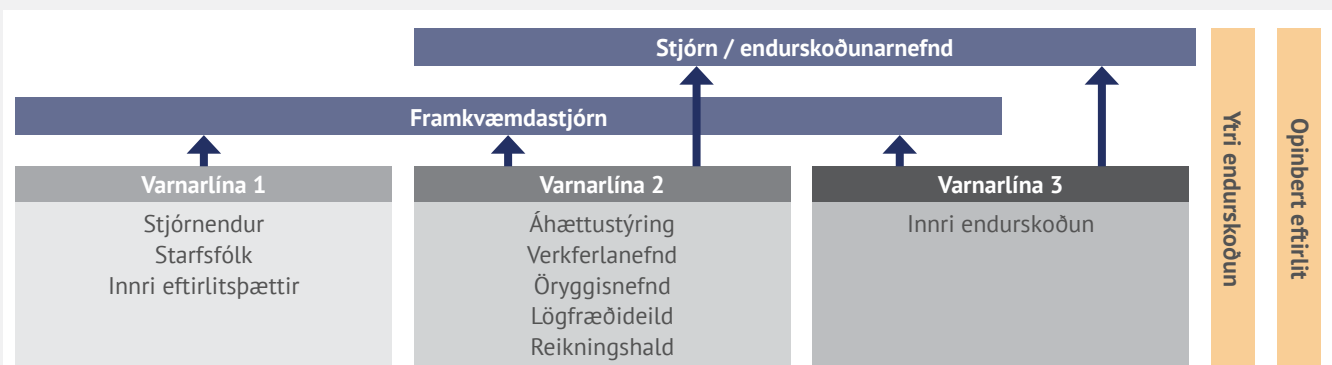 Stjórn / endurskoðunarnefnd
Framkvæmdastjórn
Varnarlína 1
Stjórnendur
Starfsfólk
Innri eftirlitsþættir
Varnarlína 2
Áhættustýring
Verkferlanefnd
Öryggisnefnd
Lögfræðideild
Reikningshald
Varnarlína 3
Innri endurskoðun
Ytri endurskoðun
Opinbert eftirlit